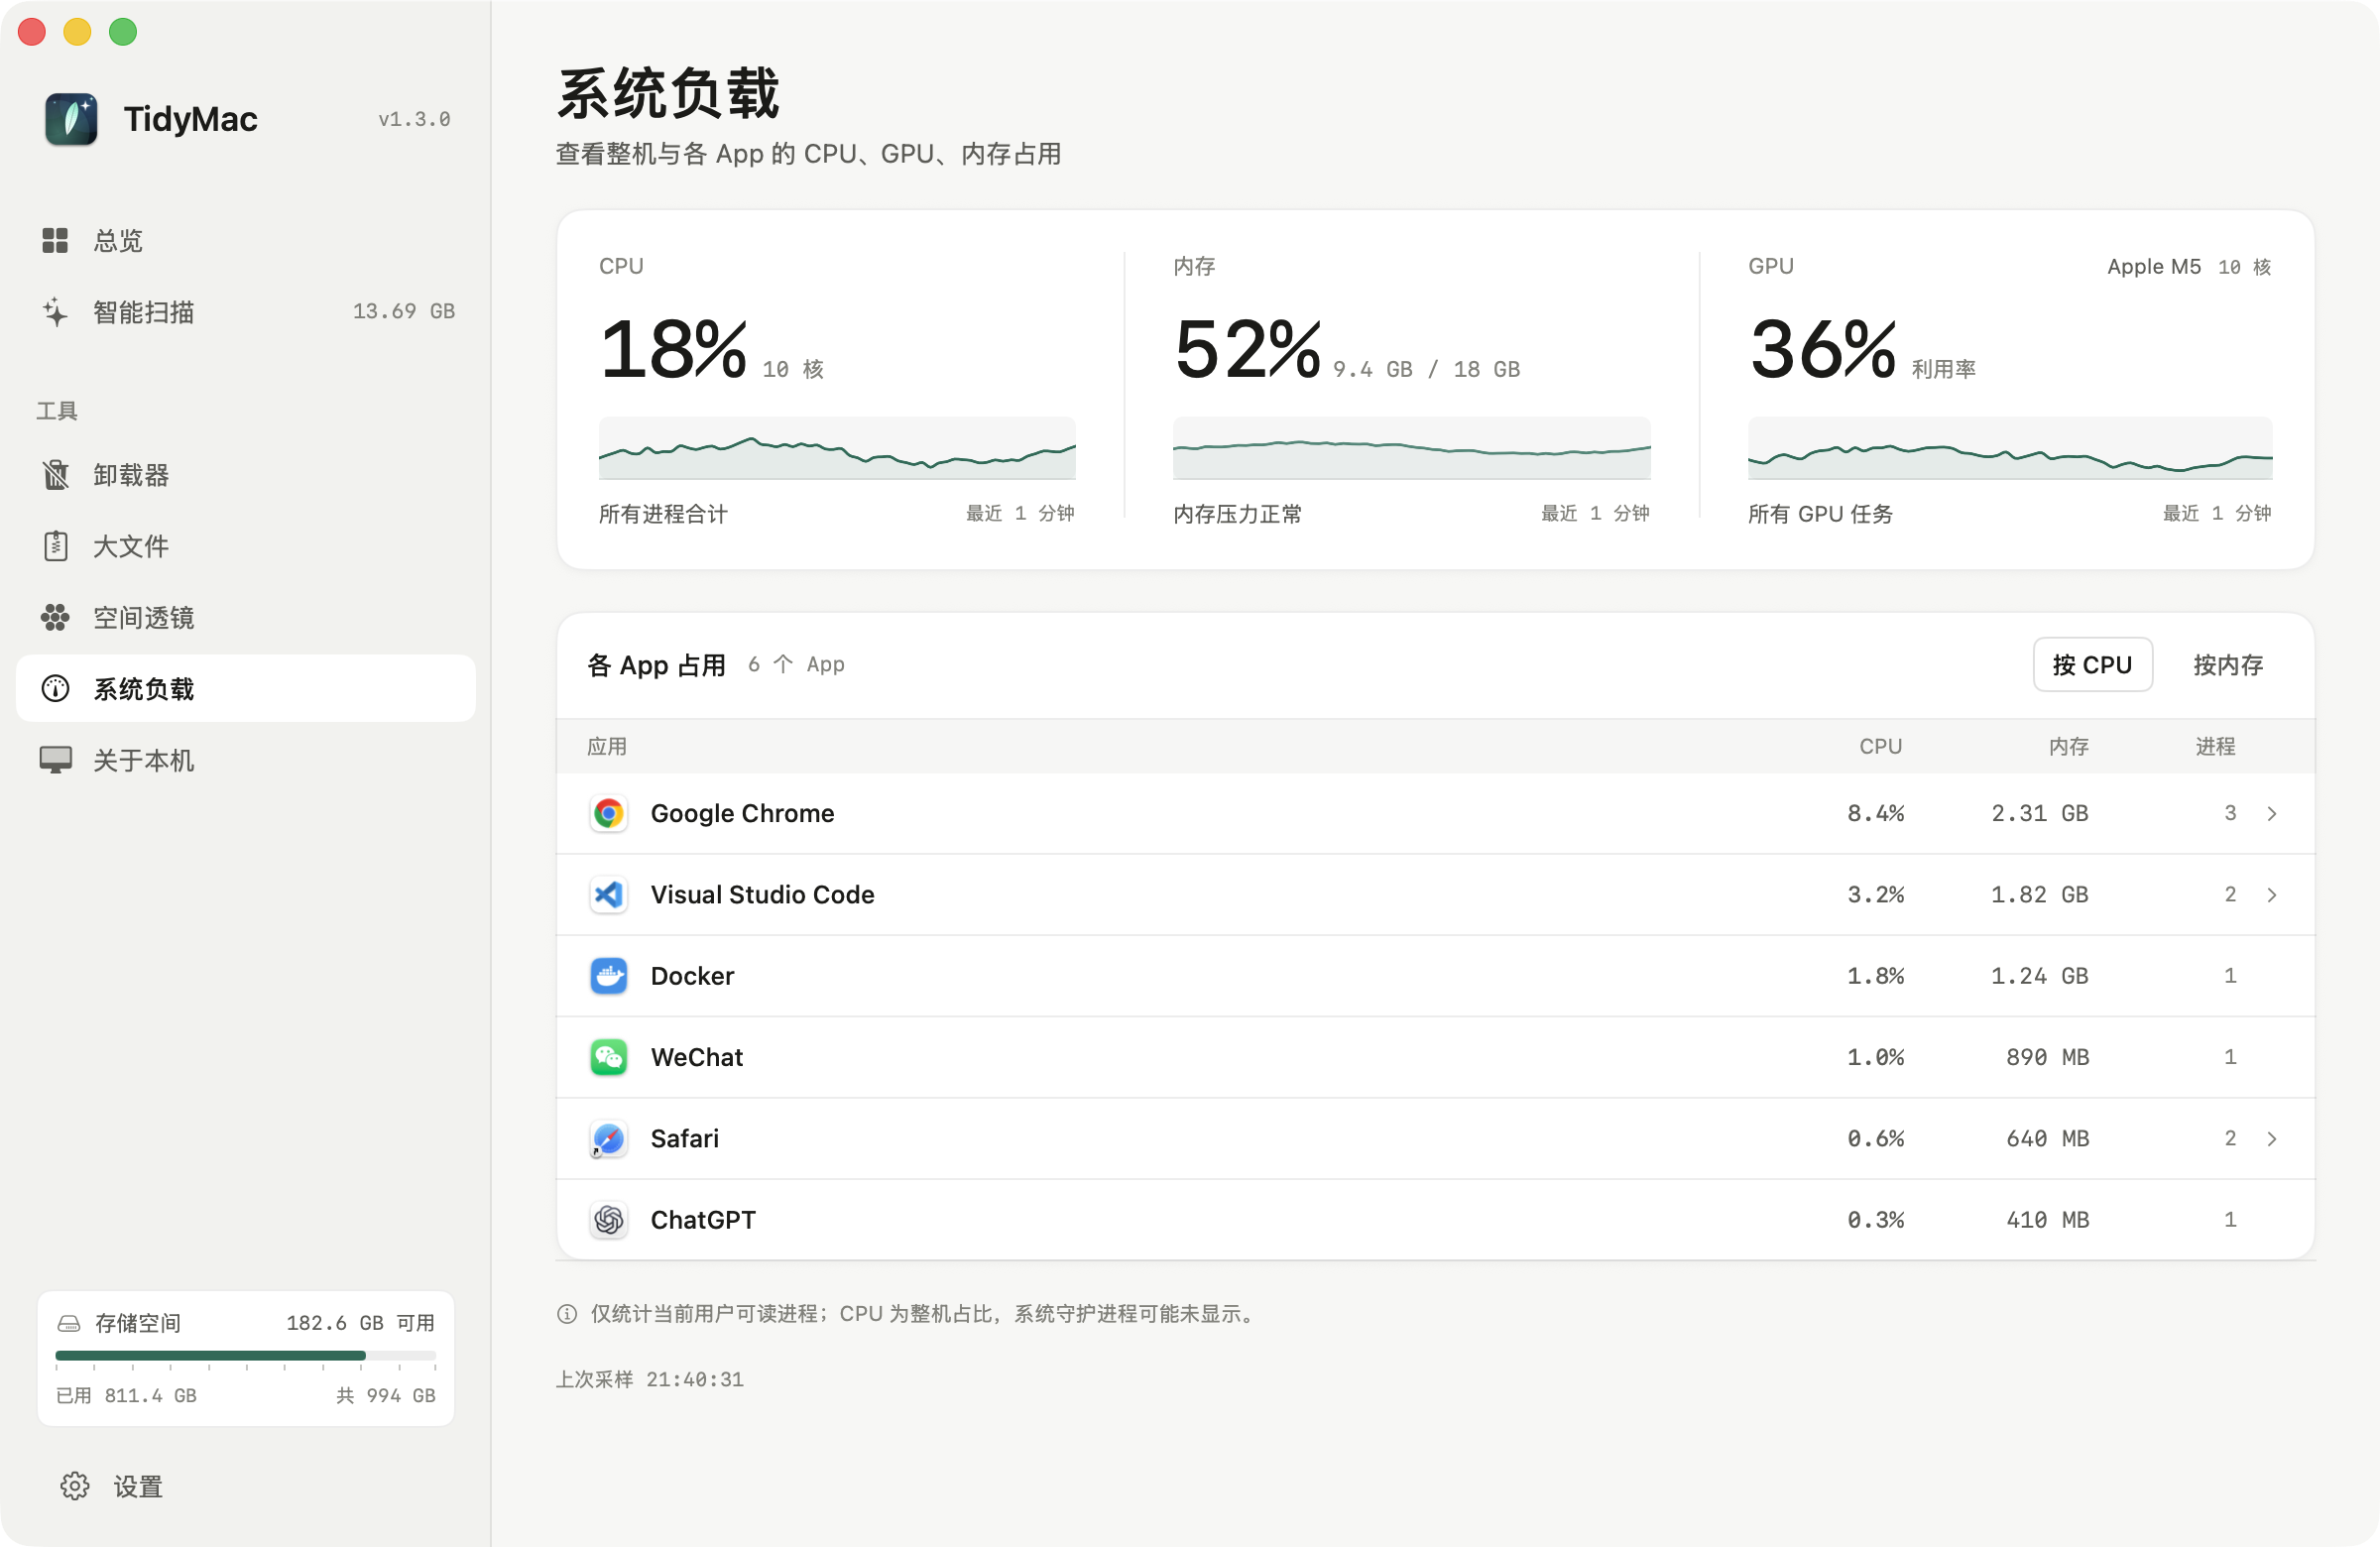 TidyMac v1.3.0
总览
智能扫描 13.69 GB
工具
卸载器
大文件
空间透镜
系统负载
关于本机
存储空间 182.6 GB 可用
已用 811.4 GB 共 994 GB
设置
系统负载
查看整机与各 App 的 CPU、GPU、内存占用
CPU
18% 10 核
所有进程合计 最近 1 分钟
内存
52% 9.4 GB / 18 GB
内存压力正常 最近 1 分钟
GPU Apple M5 10 核
36% 利用率
所有 GPU 任务 最近 1 分钟
各 App 占用 6 个 App 按 CPU 按内存
应用 CPU 内存 进程
Google Chrome 8.4% 2.31 GB 3
Visual Studio Code 3.2% 1.82 GB 2
Docker 1.8% 1.24 GB 1
WeChat 1.0% 890 MB 1
Safari 0.6% 640 MB 2
ChatGPT 0.3% 410 MB 1
仅统计当前用户可读进程；CPU 为整机占比，系统守护进程可能未显示。
上次采样 21:40:31